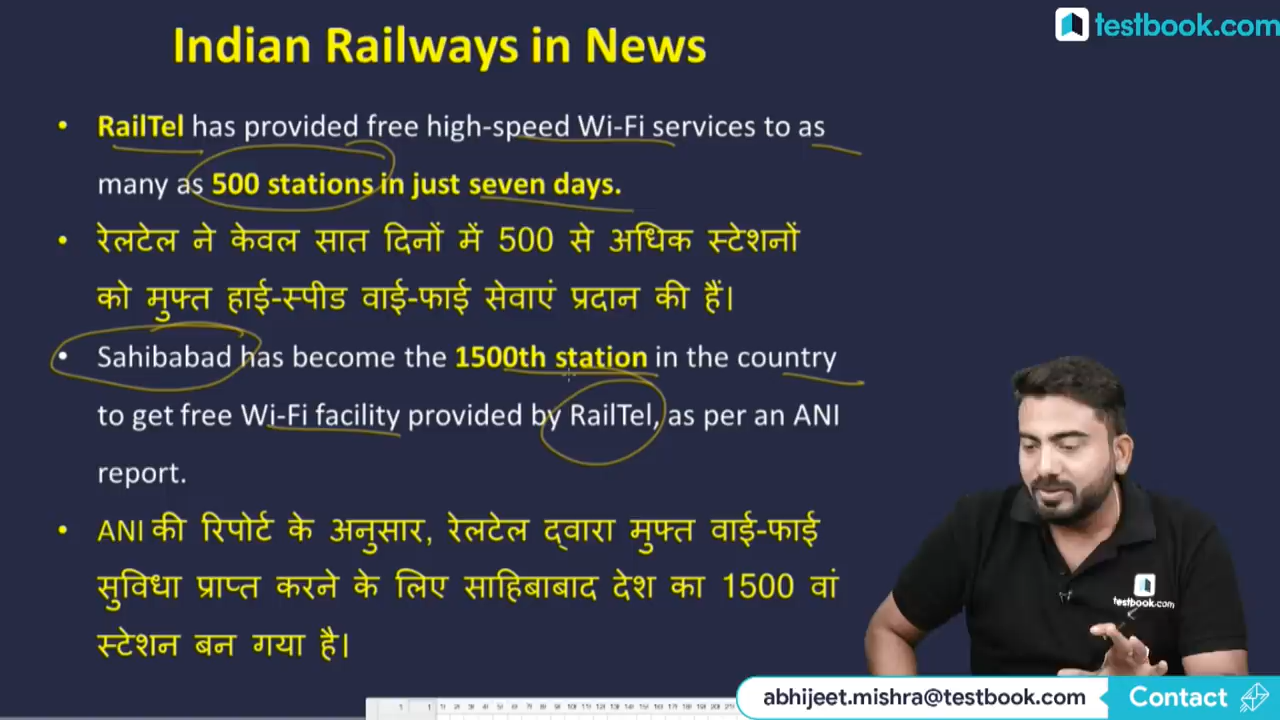 testbook.com
Indian Railways in News
• RailTel has provided free high-speed Wi-Fi services to as
many as 500 stations in just seven days.
• रेलटेल ने केवल सात दिनों में 500 से अधिक स्टेशनों
को मुफ्त हाई-स्पीड वाई-फाई सेवाएं प्रदान की हैं।
• Sahibabad has become the 1500th station in the country
to get free Wi-Fi facility provided by RailTel, as per an ANI
report.
• ANI की रिपोर्ट के अनुसार, रेलटेल द्वारा मुफ्त वाई-फाई
सुविधा प्राप्त करने के लिए साहिबाबाद देश का 1500 वां
स्टेशन बन गया है।
testbook.com
abhijeet.mishra@testbook.com Contact